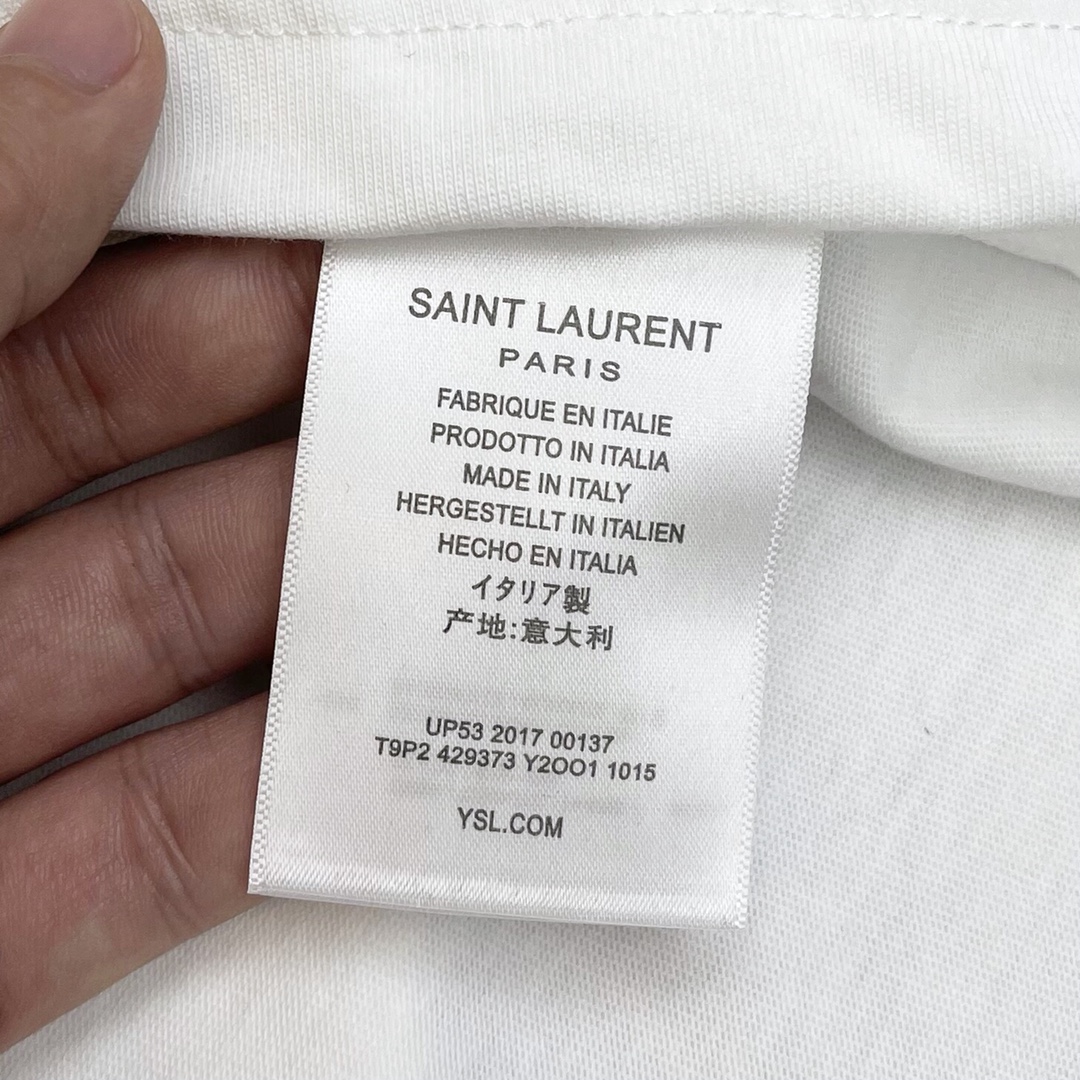 SAINT LAURENT
PARIS
FABRIQUE EN ITALIE
PRODOTTO IN ITALIA
MADE IN ITALY
HERGESTELLT IN ITALIEN
HECHO EN ITALIA
イタリア製
产地:意大利
UP53 2017 00137
T9P2 429373 Y2OO1 1015
YSL.COM